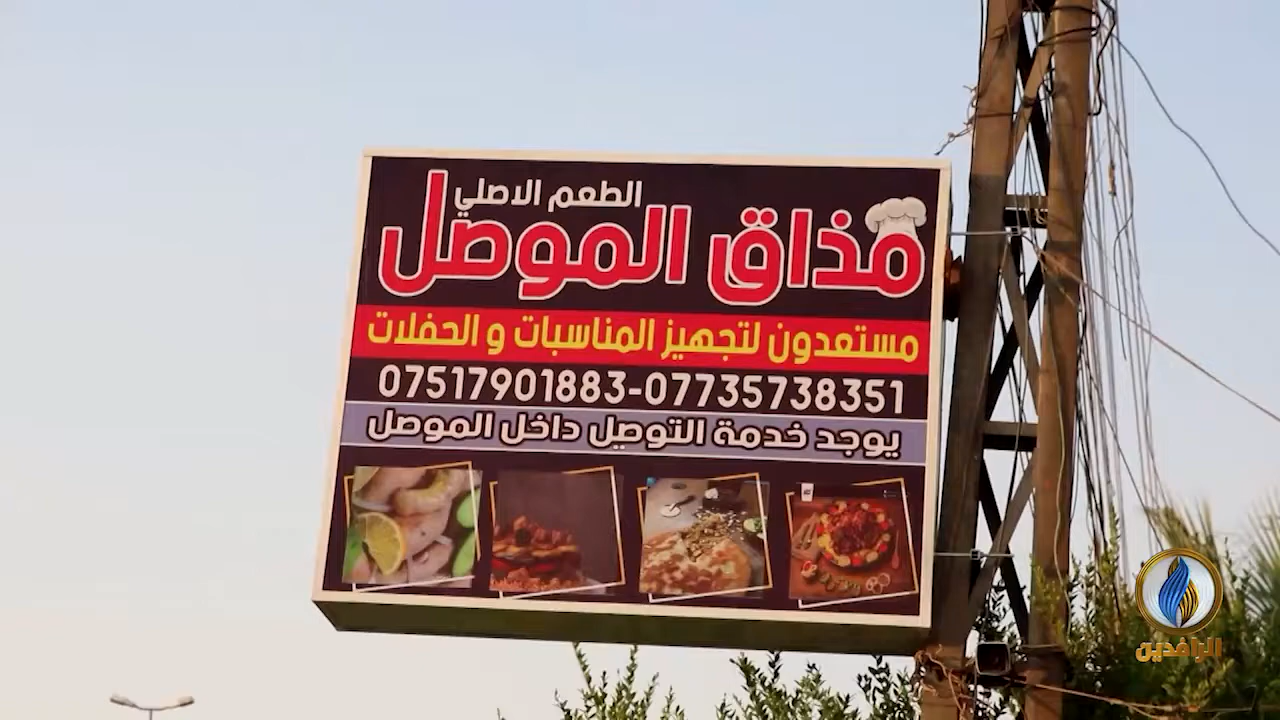 الطعم الاصلي
مذاق الموصل
مستعدون لتجهيز المناسبات و الحفلات
07517901883-07735738351
يوجد خدمة التوصيل داخل الموصل
الرافدين